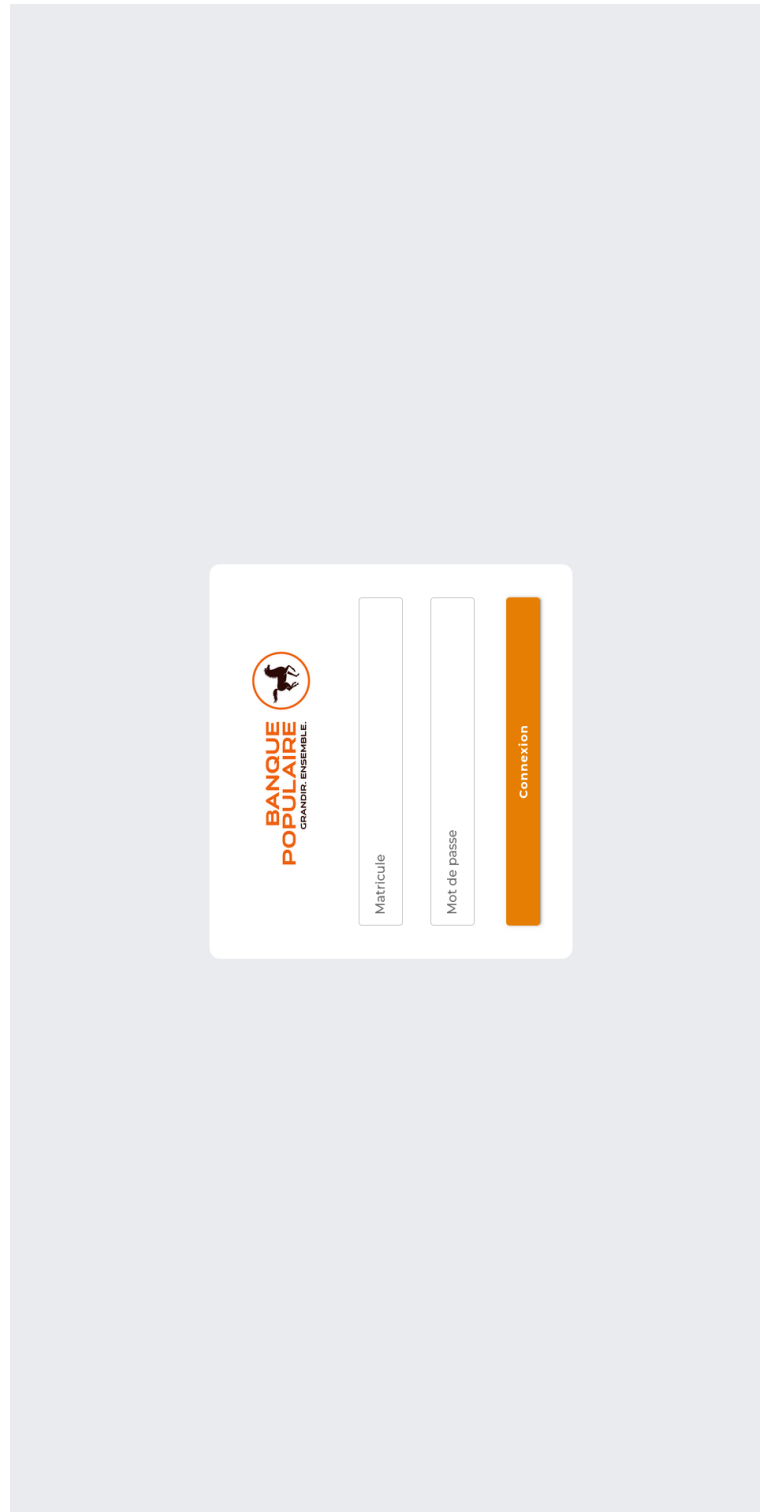 BANQUE
POPULAIRE
GRANDIR. ENSEMBLE.
Matricule
Mot de passe
Connexion